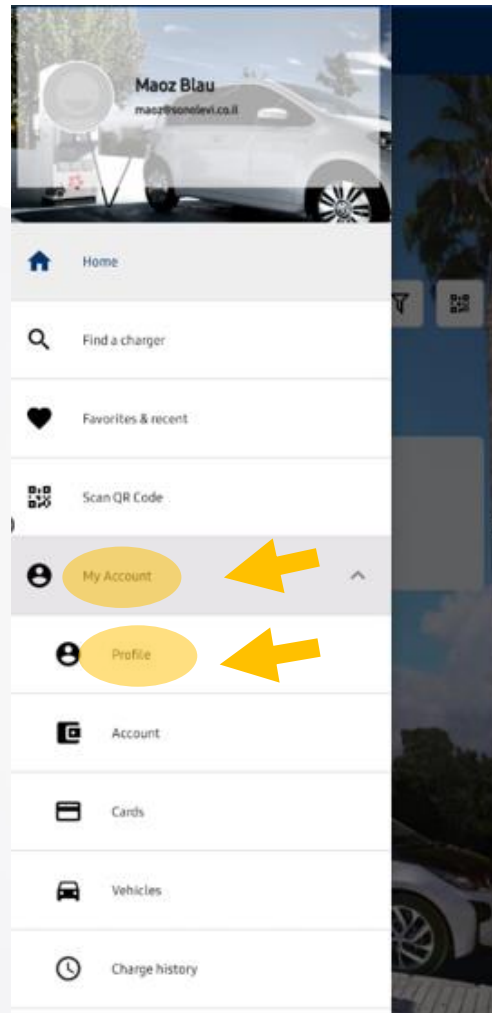 Maoz Blau
maoz@sonolevi.co.il
Home
Find a charger
Favorites & recent
Scan QR Code
My Account
Profile
Account
Cards
Vehicles
Charge history